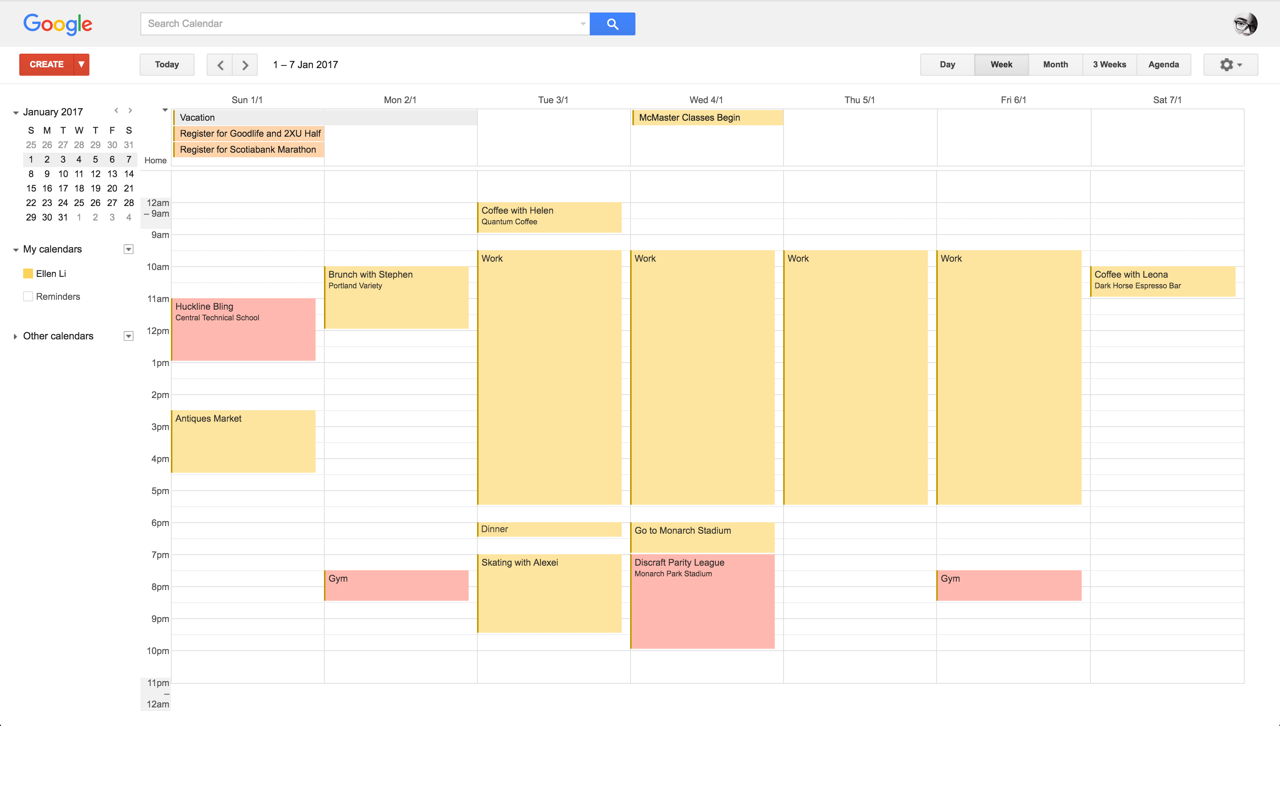 Google
Search Calendar
CREATE
Today
1 – 7 Jan 2017
Day
Week
Month
3 Weeks
Agenda
January 2017
S M T W T F S
25 26 27 28 29 30 31
1 2 3 4 5 6 7
8 9 10 11 12 13 14
15 16 17 18 19 20 21
22 23 24 25 26 27 28
29 30 31 1 2 3 4
My calendars
Ellen Li
Reminders
Other calendars
Sun 1/1
Mon 2/1
Tue 3/1
Wed 4/1
Thu 5/1
Fri 6/1
Sat 7/1
Vacation
McMaster Classes Begin
Register for Goodlife and 2XU Half
Register for Scotiabank Marathon
Home
12am
– 9am
9am
10am
11am
12pm
1pm
2pm
3pm
4pm
5pm
6pm
7pm
8pm
9pm
10pm
11pm
–
12am
Huckline Bling
Central Technical School
Antiques Market
Brunch with Stephen
Portland Variety
Gym
Coffee with Helen
Quantum Coffee
Work
Dinner
Skating with Alexei
Work
Go to Monarch Stadium
Discraft Parity League
Monarch Park Stadium
Work
Work
Gym
Coffee with Leona
Dark Horse Espresso Bar